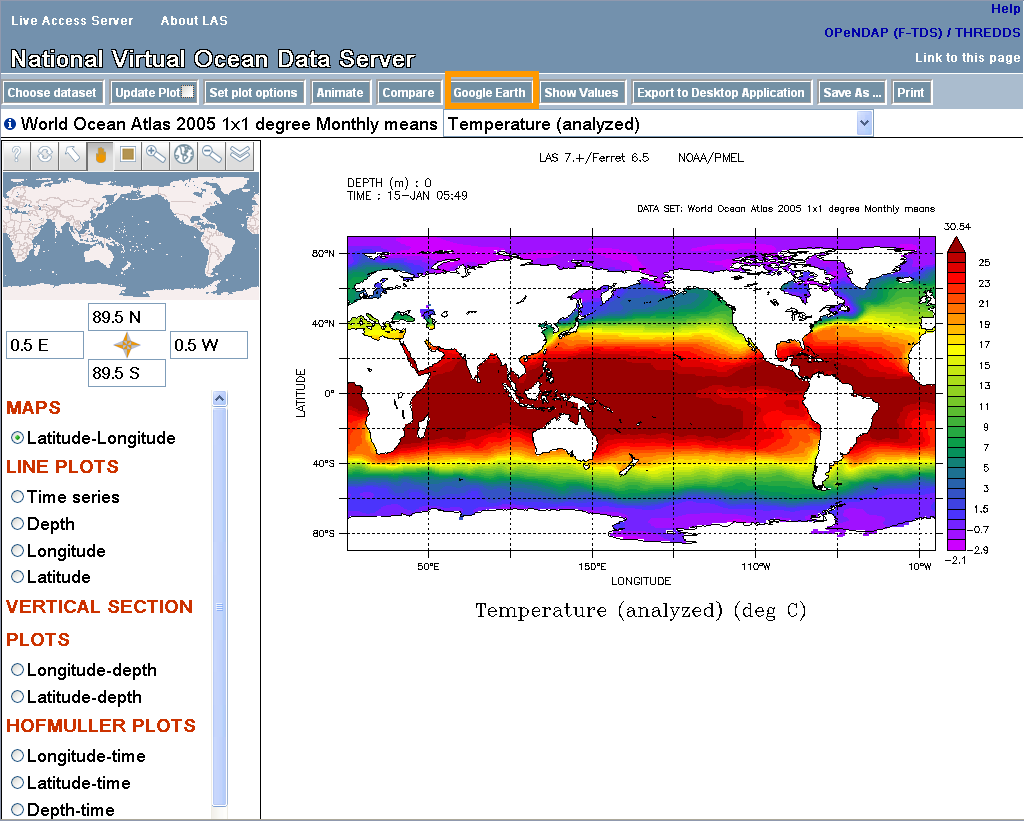 Help
Live Access Server About LAS
OPeNDAP (F-TDS) / THREDDS
National Virtual Ocean Data Server
Link to this page
Choose dataset Update Plot Set plot options Animate Compare Google Earth Show Values Export to Desktop Application Save As ... Print
World Ocean Atlas 2005 1x1 degree Monthly means Temperature (analyzed)
LAS 7.+/Ferret 6.5 NOAA/PMEL
DEPTH (m) : 0
TIME : 15-JAN 05:49
DATA SET: World Ocean Atlas 2005 1x1 degree Monthly means
30.54
80°N
40°N
0°
40°S
80°S
LATITUDE
25
23
21
19
17
15
13
11
9
7
5
3
1.5
-0.7
-2.9
-2.1
50°E 150°E 110°W 10°W
LONGITUDE
Temperature (analyzed) (deg C)
89.5 N
0.5 E 0.5 W
89.5 S
MAPS
Latitude-Longitude
LINE PLOTS
Time series
Depth
Longitude
Latitude
VERTICAL SECTION
PLOTS
Longitude-depth
Latitude-depth
HOFMULLER PLOTS
Longitude-time
Latitude-time
Depth-time